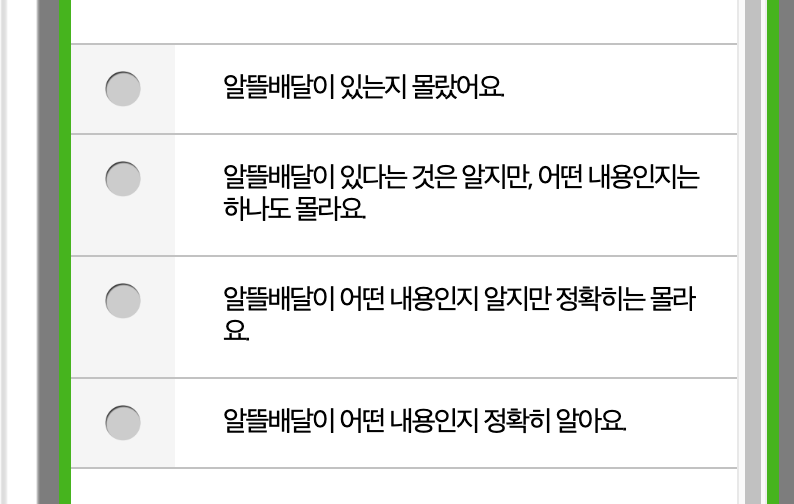 알뜰배달이 있는지 몰랐어요.
알뜰배달이 있다는 것은 알지만, 어떤 내용인지는
하나도 몰라요.
알뜰배달이 어떤 내용인지 알지만 정확히는 몰라
요.
알뜰배달이 어떤 내용인지 정확히 알아요.